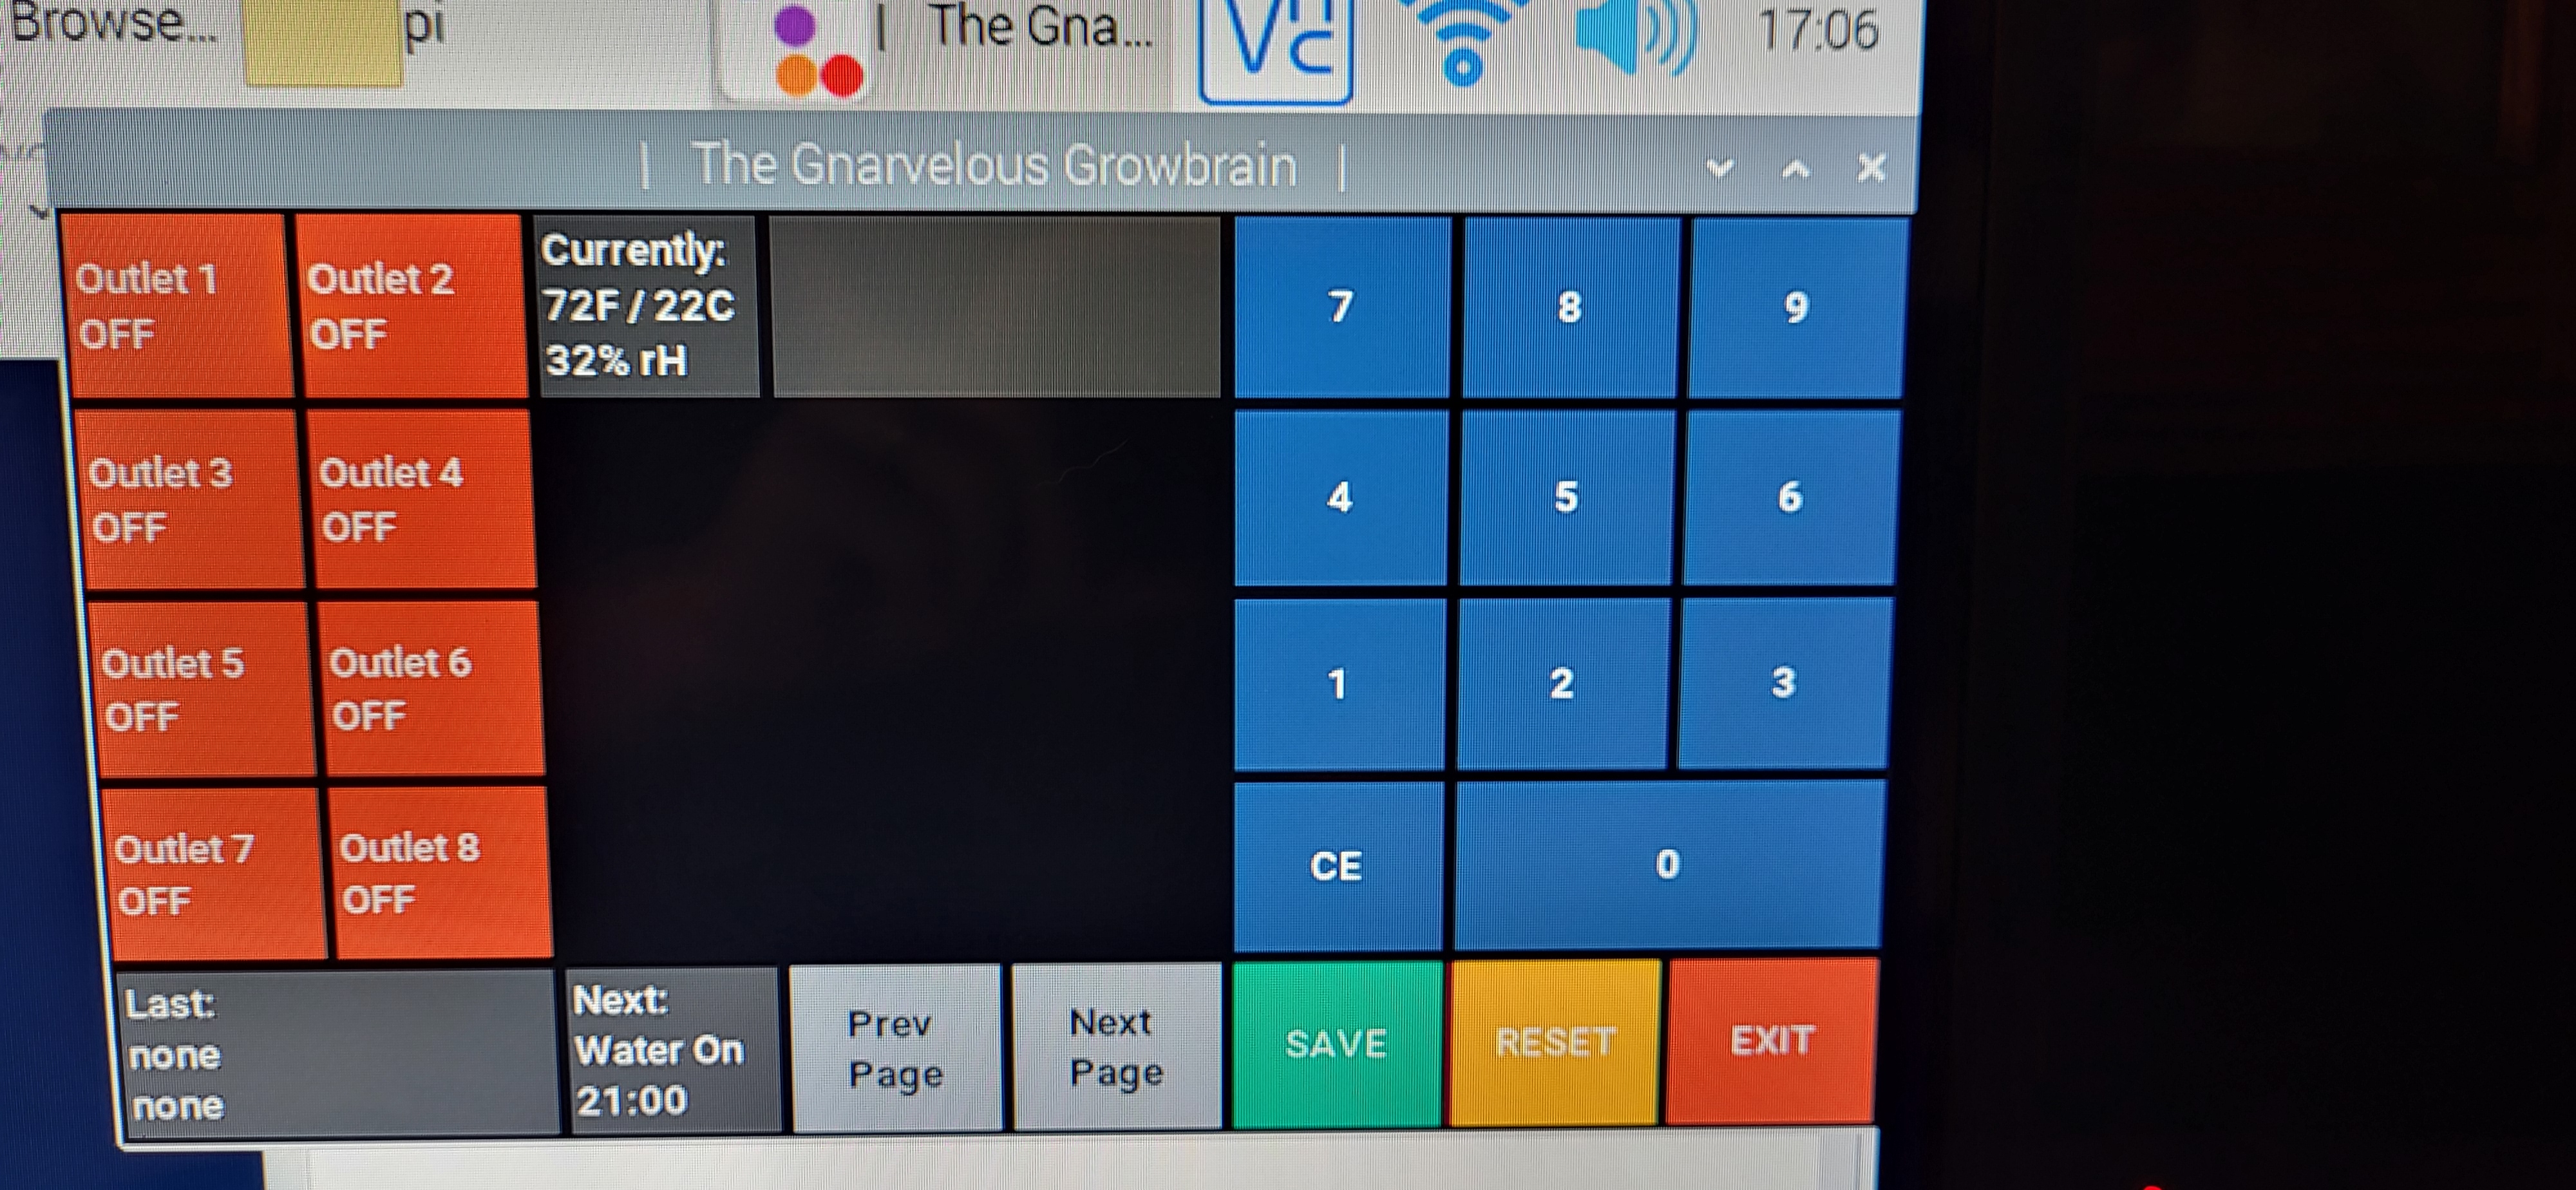 Browse... pi | The Gna... VC 17:06
| The Gnarvelous Growbrain |
Outlet 1
OFF
Outlet 2
OFF
Currently:
72F / 22C
32% rH
7
8
9
Outlet 3
OFF
Outlet 4
OFF
4
5
6
Outlet 5
OFF
Outlet 6
OFF
1
2
3
Outlet 7
OFF
Outlet 8
OFF
CE
0
Last:
none
none
Next:
Water On
21:00
Prev
Page
Next
Page
SAVE
RESET
EXIT